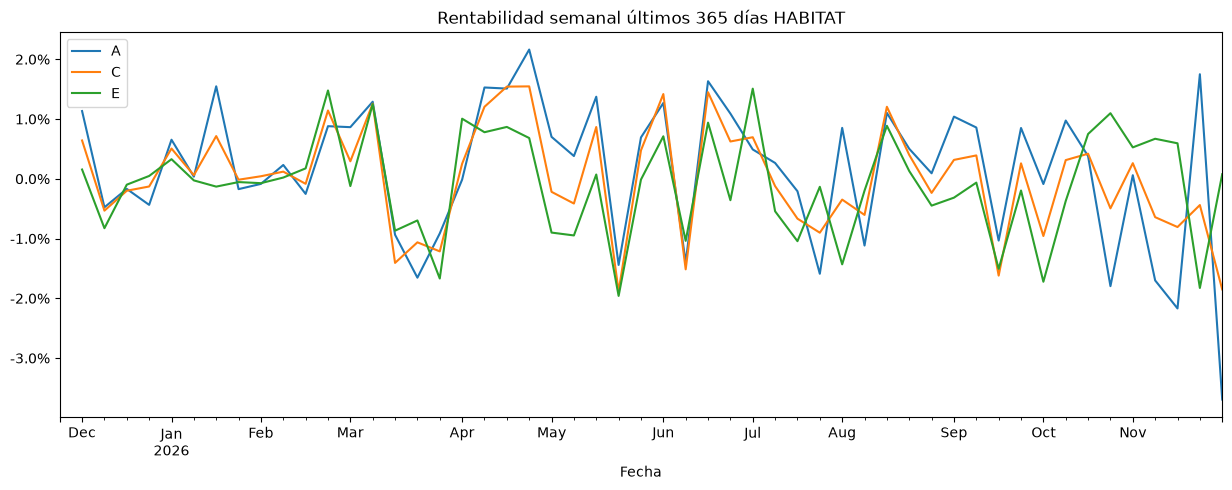 Rentabilidad semanal últimos 365 días HABITAT
A
C
E
2.0%
1.0%
0.0%
-1.0%
-2.0%
-3.0%
Dec Jan Feb Mar Apr May Jun Jul Aug Sep Oct Nov
2026
Fecha